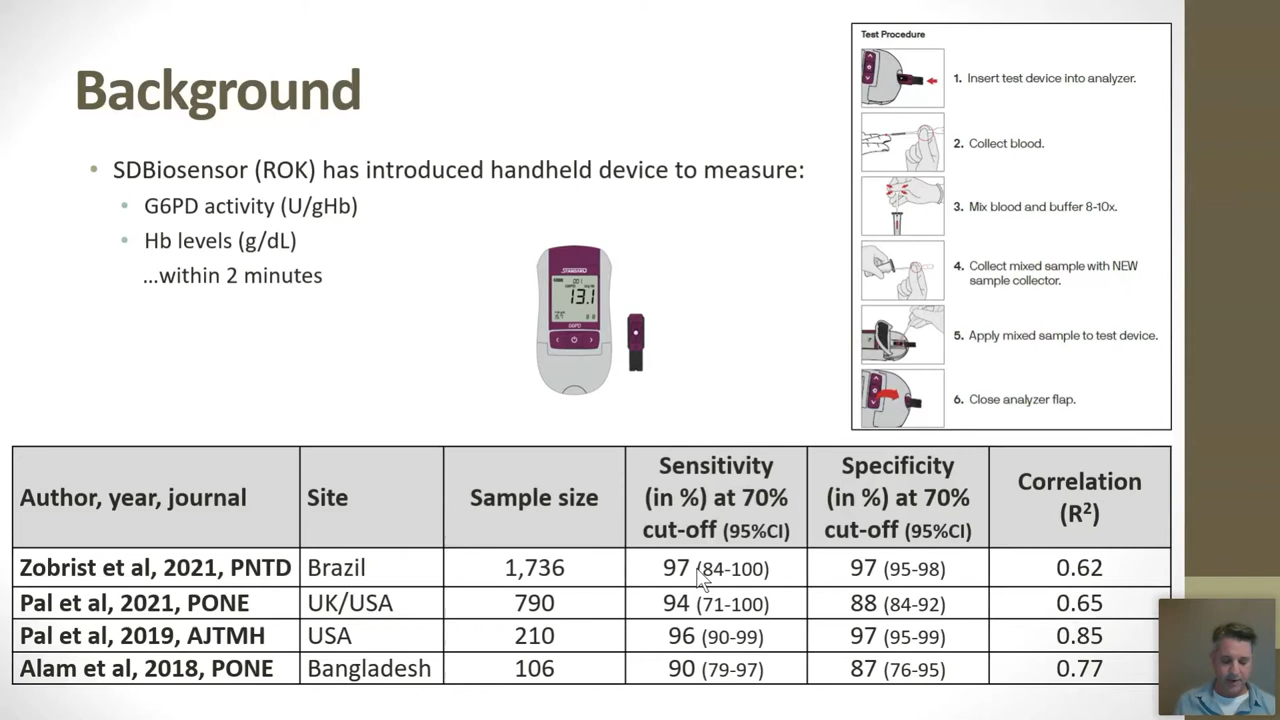 Background
• SDBiosensor (ROK) has introduced handheld device to measure:
• G6PD activity (U/gHb)
• Hb levels (g/dL)
...within 2 minutes
STANDARD
13.1
G6PD
Test Procedure
1. Insert test device into analyzer.
2. Collect blood.
3. Mix blood and buffer 8-10x.
4. Collect mixed sample with NEW
sample collector.
5. Apply mixed sample to test device.
6. Close analyzer flap.
Author, year, journal Site Sample size Sensitivity (in %) at 70% cut-off (95%CI) Specificity (in %) at 70% cut-off (95%CI) Correlation (R²)
Zobrist et al, 2021, PNTD Brazil 1,736 97 (84-100) 97 (95-98) 0.62
Pal et al, 2021, PONE UK/USA 790 94 (71-100) 88 (84-92) 0.65
Pal et al, 2019, AJTMH USA 210 96 (90-99) 97 (95-99) 0.85
Alam et al, 2018, PONE Bangladesh 106 90 (79-97) 87 (76-95) 0.77